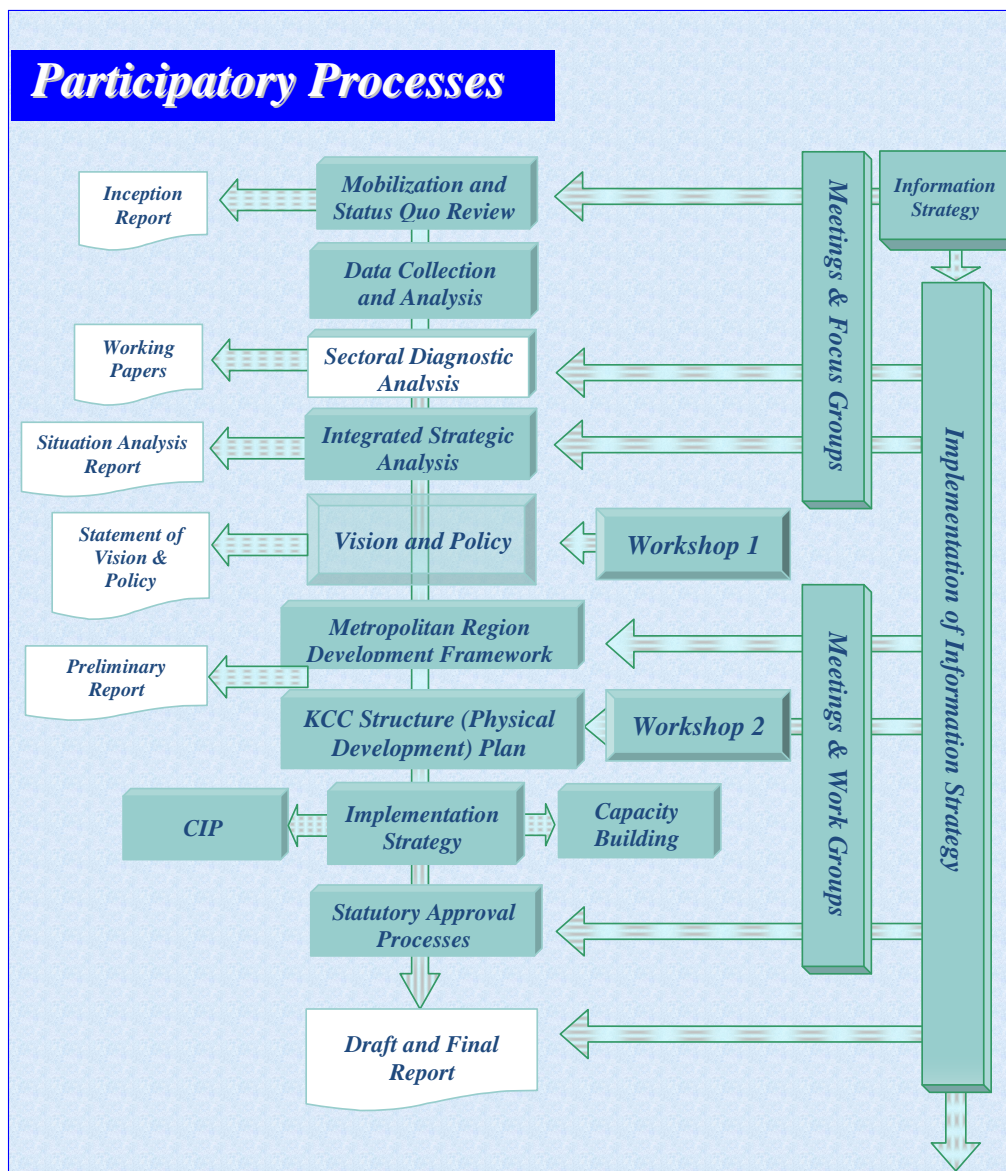 Participatory Processes
Inception
Report
Mobilization and
Status Quo Review
Information
Strategy
Meetings & Focus Groups
Data Collection
and Analysis
Working
Papers
Sectoral Diagnostic
Analysis
Situation Analysis
Report
Integrated Strategic
Analysis
Implementation of Information Strategy
Statement of
Vision &
Policy
Vision and Policy
Workshop 1
Metropolitan Region
Development Framework
Meetings & Work Groups
Preliminary
Report
KCC Structure (Physical
Development) Plan
Workshop 2
CIP
Implementation
Strategy
Capacity
Building
Statutory Approval
Processes
Draft and Final
Report